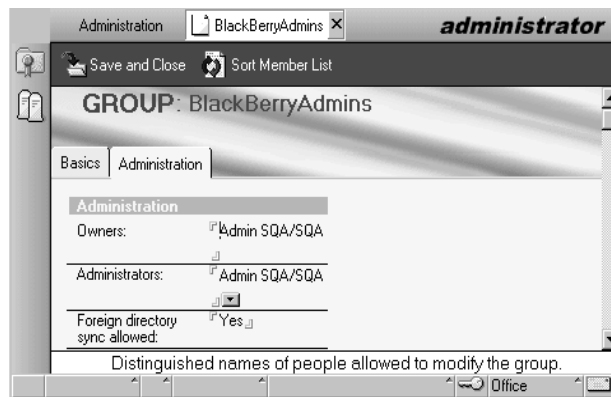 Administration BlackBerryAdmins administrator
Save and Close Sort Member List
GROUP: BlackBerryAdmins
Basics Administration
Administration
Owners: Admin SQA/SQA
Administrators: Admin SQA/SQA
Foreign directory Yes
sync allowed:
Distinguished names of people allowed to modify the group.
Office